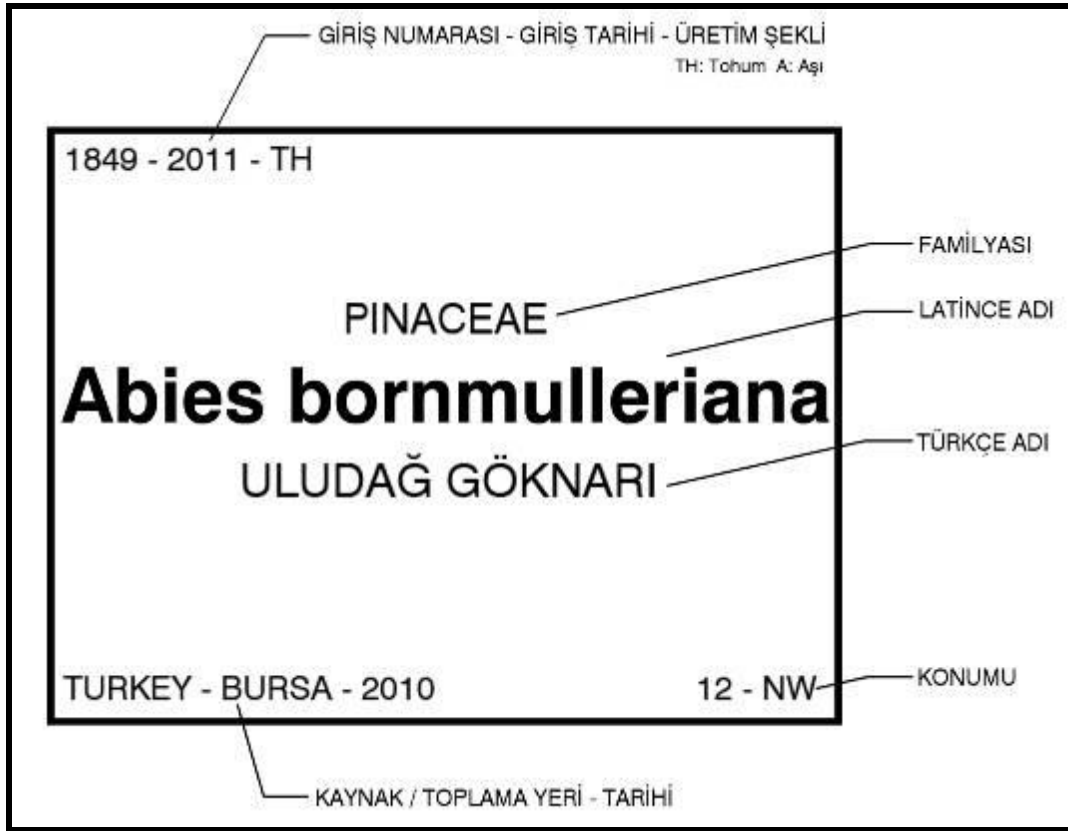 GİRİŞ NUMARASI - GİRİŞ TARİHİ - ÜRETİM ŞEKLİ
TH: Tohum A: Aşı
1849 - 2011 - TH
FAMİLYASI
PINACEAE
LATİNCE ADI
Abies bornmulleriana
TÜRKÇE ADI
ULUDAĞ GÖKNARI
TURKEY - BURSA - 2010
12 - NW
KONUMU
KAYNAK / TOPLAMA YERİ - TARİHİ